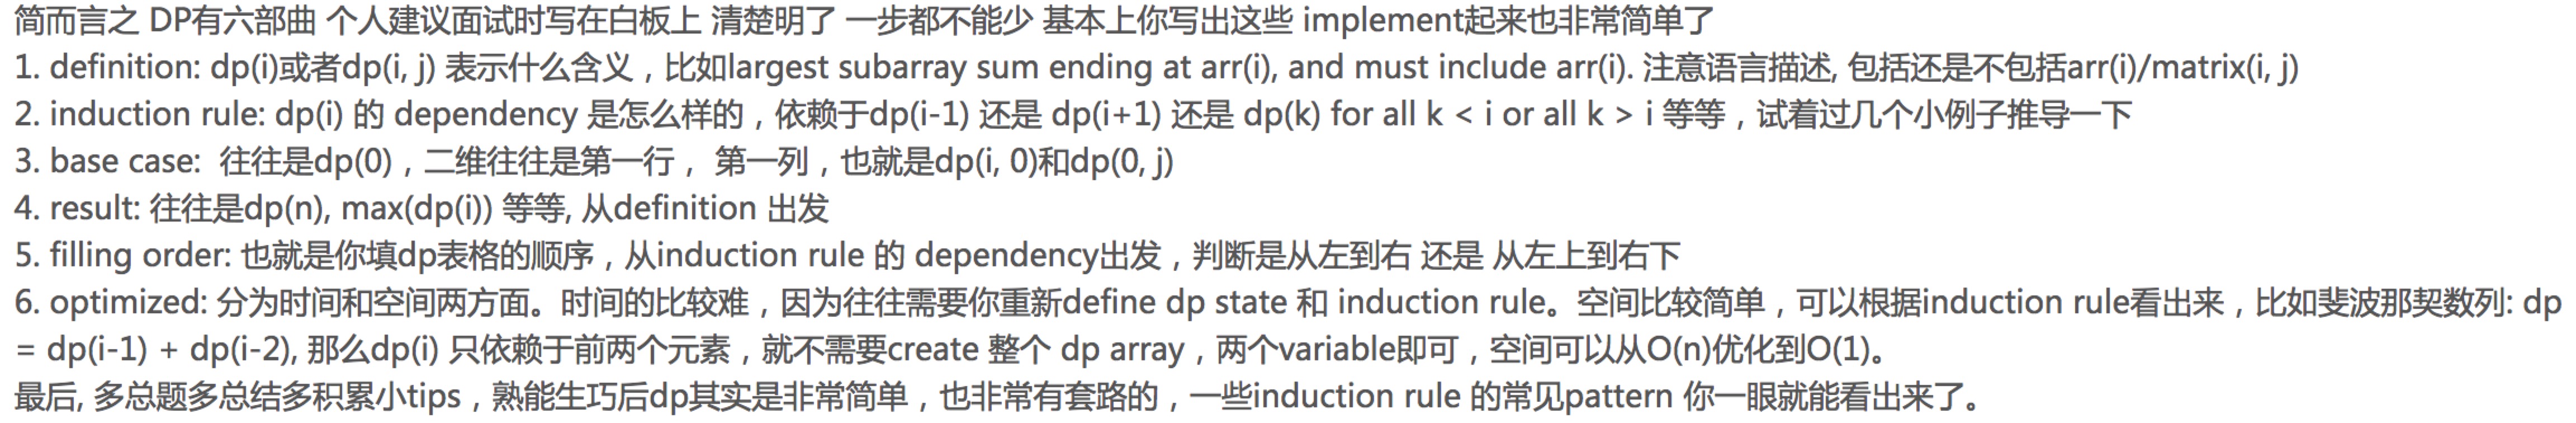 简而言之 DP有六部曲 个人建议面试时写在白板上 清楚明了 一步都不能少 基本上你写出这些 implement起来也非常简单了
1. definition: dp(i)或者dp(i, j) 表示什么含义，比如largest subarray sum ending at arr(i), and must include arr(i). 注意语言描述, 包括还是不包括arr(i)/matrix(i, j)
2. induction rule: dp(i) 的 dependency 是怎么样的，依赖于dp(i-1) 还是 dp(i+1) 还是 dp(k) for all k < i or all k > i 等等，试着过几个小例子推导一下
3. base case:  往往是dp(0)，二维往往是第一行， 第一列，也就是dp(i, 0)和dp(0, j)
4. result: 往往是dp(n), max(dp(i)) 等等, 从definition 出发
5. filling order: 也就是你填dp表格的顺序，从induction rule 的 dependency出发，判断是从左到右 还是 从左上到右下
6. optimized: 分为时间和空间两方面。时间的比较难，因为往往需要你重新define dp state 和 induction rule。空间比较简单，可以根据induction rule看出来，比如斐波那契数列: dp
= dp(i-1) + dp(i-2), 那么dp(i) 只依赖于前两个元素，就不需要create 整个 dp array，两个variable即可，空间可以从O(n)优化到O(1)。
最后, 多总题多总结多积累小tips，熟能生巧后dp其实是非常简单，也非常有套路的，一些induction rule 的常见pattern 你一眼就能看出来了。